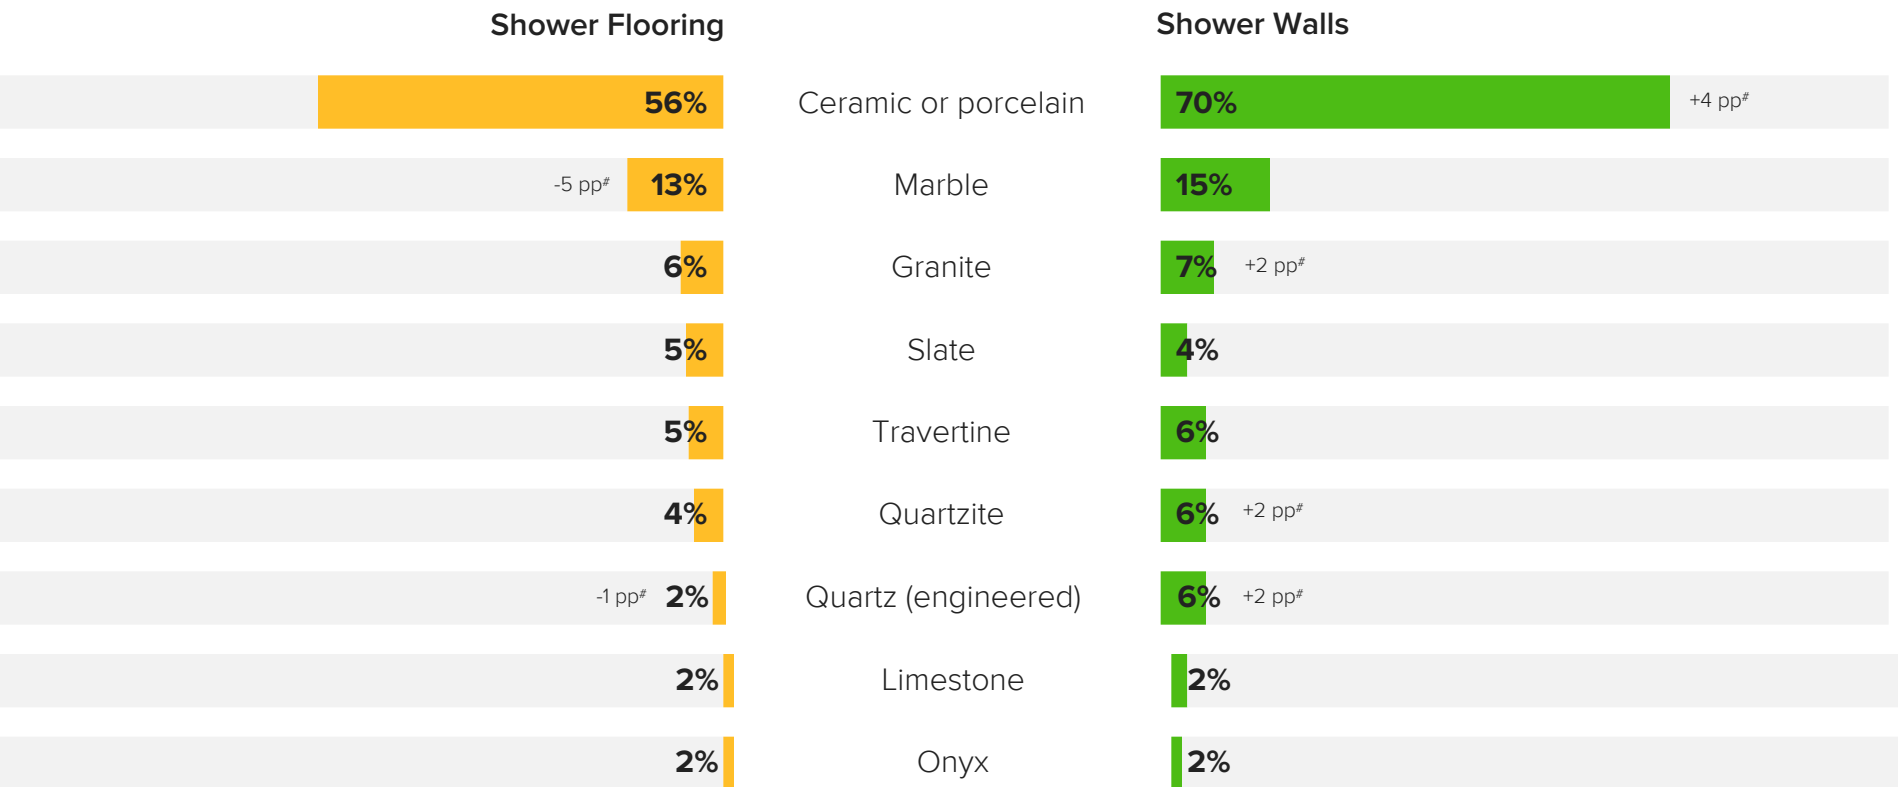 Shower Flooring Shower Walls
56% Ceramic or porcelain 70% +4 pp#
-5 pp# 13% Marble 15%
6% Granite 7% +2 pp#
5% Slate 4%
5% Travertine 6%
4% Quartzite 6% +2 pp#
-1 pp# 2% Quartz (engineered) 6% +2 pp#
2% Limestone 2%
2% Onyx 2%